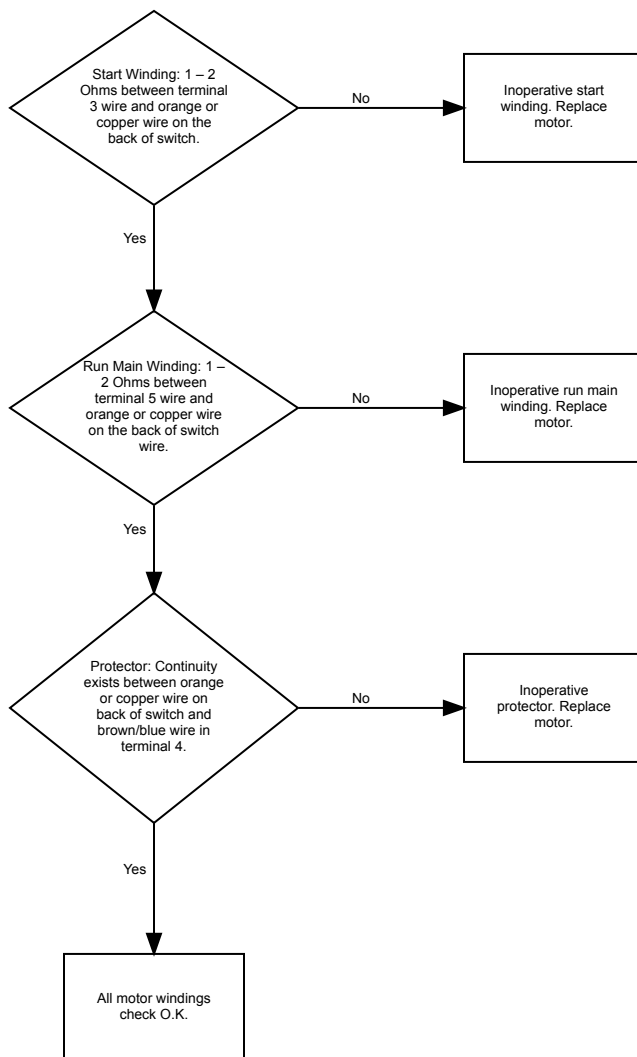 Start Winding: 1 – 2
Ohms between terminal
3 wire and orange or
copper wire on the
back of switch.
No
Inoperative start
winding. Replace
motor.
Yes
Run Main Winding: 1 –
2 Ohms between
terminal 5 wire and
orange or copper wire
on the back of switch
wire.
No
Inoperative run main
winding. Replace
motor.
Yes
Protector: Continuity
exists between orange
or copper wire on
back of switch and
brown/blue wire in
terminal 4.
No
Inoperative
protector. Replace
motor.
Yes
All motor windings
check O.K.